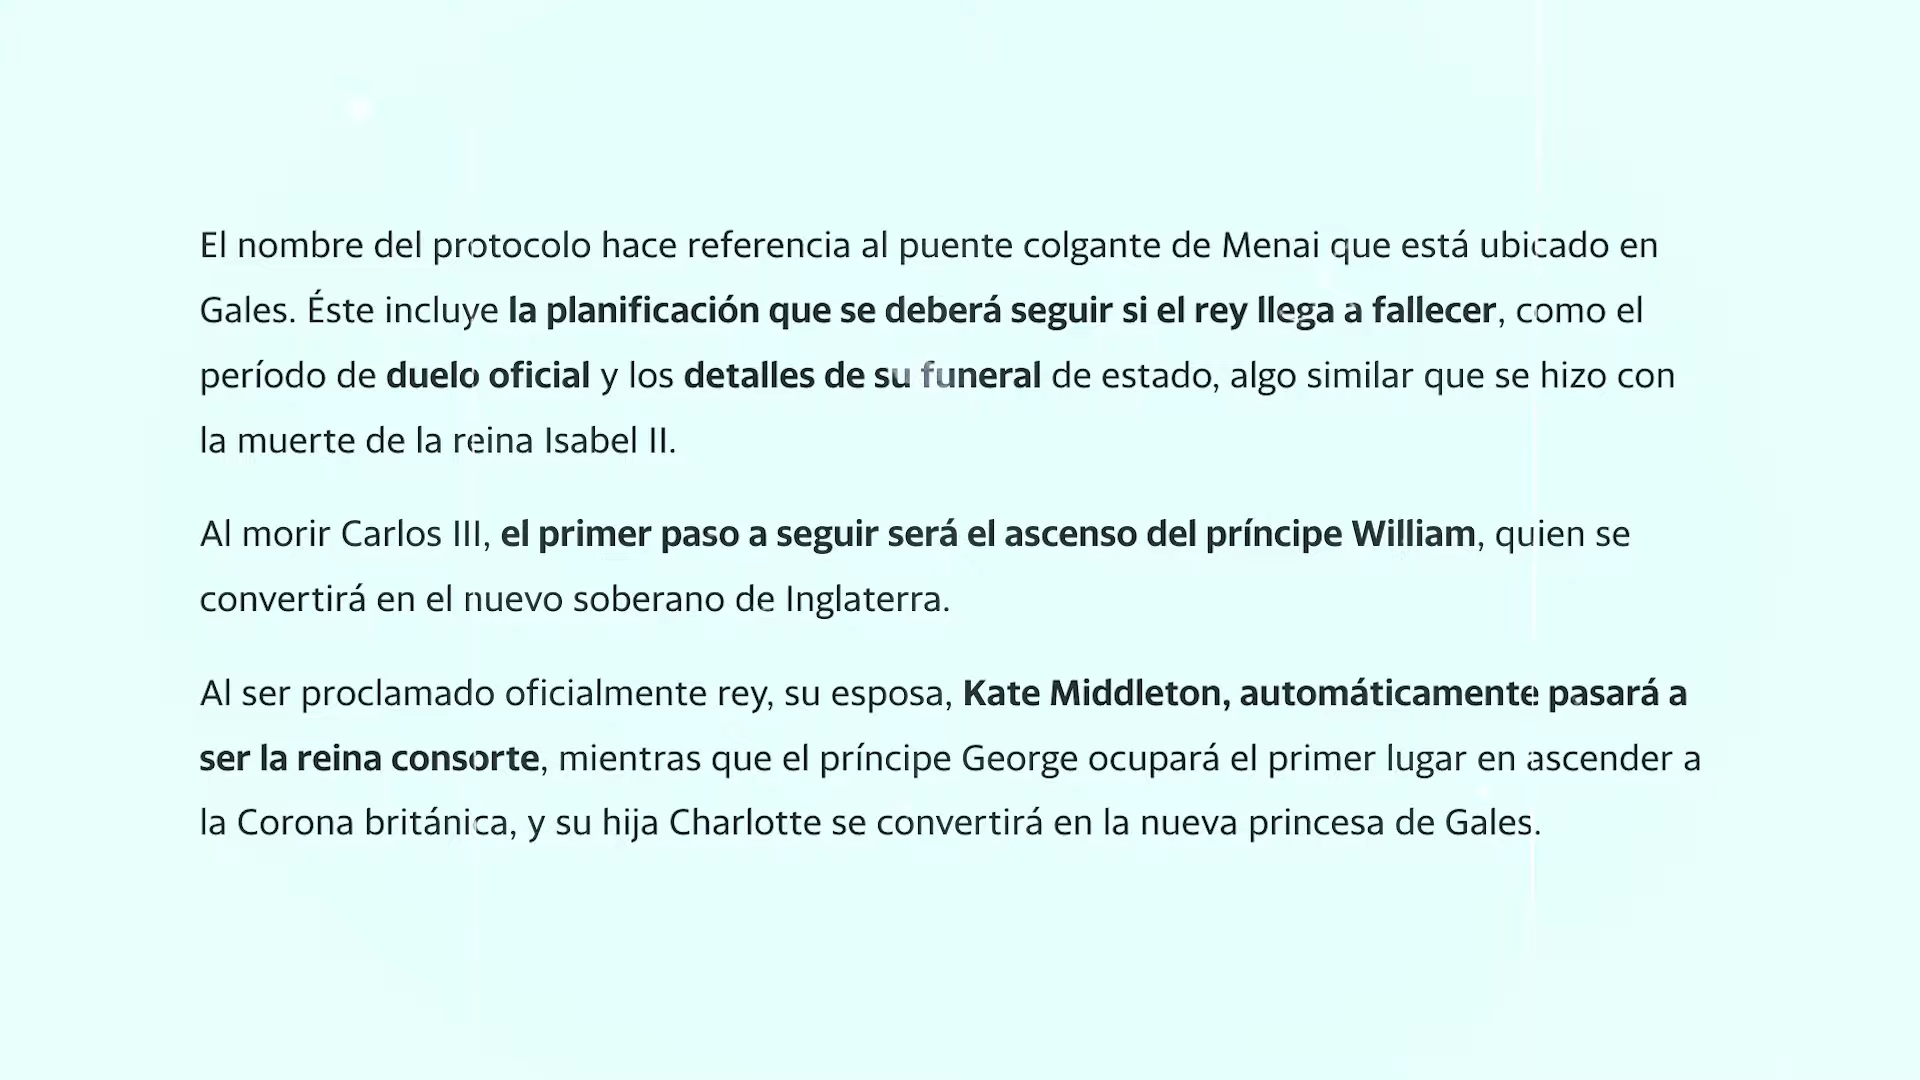 El nombre del protocolo hace referencia al puente colgante de Menai que está ubicado en
Gales. Éste incluye la planificación que se deberá seguir si el rey llega a fallecer, como el
período de duelo oficial y los detalles de su funeral de estado, algo similar que se hizo con
la muerte de la reina Isabel II.
Al morir Carlos III, el primer paso a seguir será el ascenso del príncipe William, quien se
convertirá en el nuevo soberano de Inglaterra.
Al ser proclamado oficialmente rey, su esposa, Kate Middleton, automáticamente pasará a
ser la reina consorte, mientras que el príncipe George ocupará el primer lugar en ascender a
la Corona británica, y su hija Charlotte se convertirá en la nueva princesa de Gales.